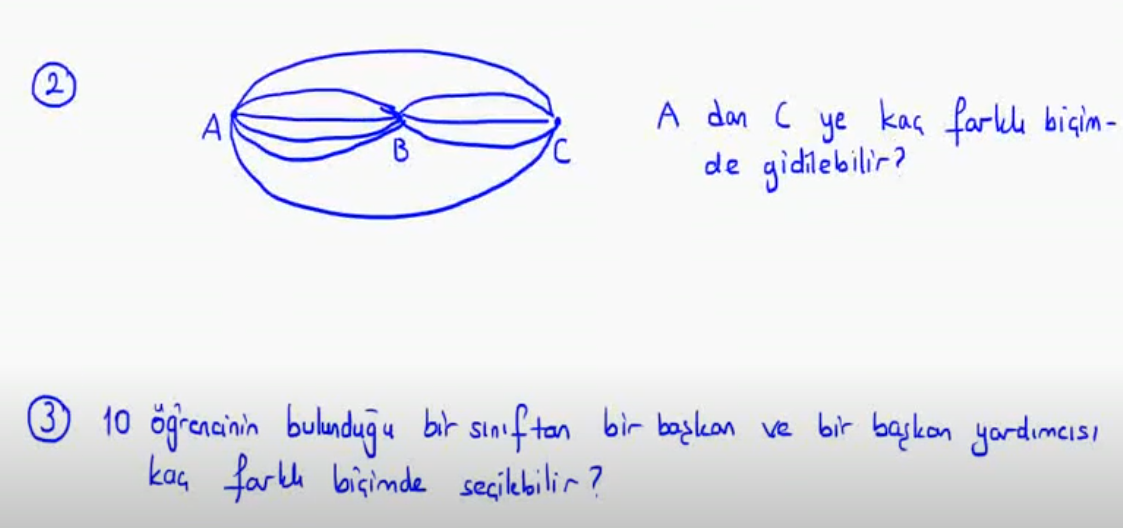 2
A
B
C
A dan C ye kaç farklı biçim-
de gidilebilir?
3 10 öğrencinin bulunduğu bir sınıftan bir başkan ve bir başkan yardımcısı
kaç farklı biçimde seçilebilir?